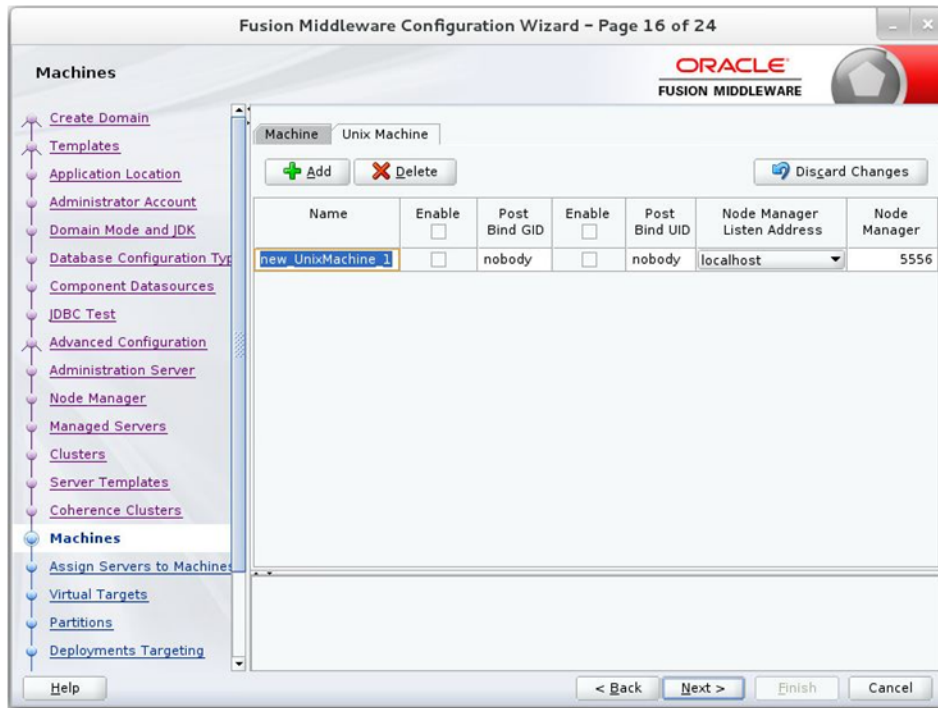 Fusion Middleware Configuration Wizard – Page 16 of 24
Machines
ORACLE
FUSION MIDDLEWARE
Create Domain
Templates
Application Location
Administrator Account
Domain Mode and JDK
Database Configuration Typ
Component Datasources
JDBC Test
Advanced Configuration
Administration Server
Node Manager
Managed Servers
Clusters
Server Templates
Coherence Clusters
Machines
Assign Servers to Machines
Virtual Targets
Partitions
Deployments Targeting
Machine Unix Machine
Add Delete Discard Changes
Name Enable Post Bind GID Enable Post Bind UID Node Manager Listen Address Node Manager
new_UnixMachine_1 nobody nobody localhost 5556
Help < Back Next > Finish Cancel